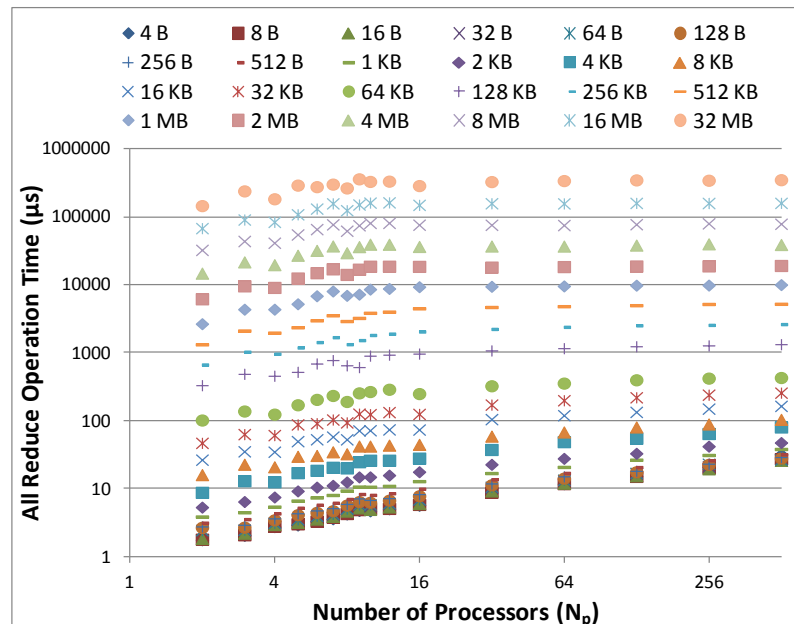 4 B 8 B 16 B 32 B 64 B 128 B
256 B 512 B 1 KB 2 KB 4 KB 8 KB
16 KB 32 KB 64 KB 128 KB 256 KB 512 KB
1 MB 2 MB 4 MB 8 MB 16 MB 32 MB
All Reduce Operation Time (µs)
1000000
100000
10000
1000
100
10
1
1 4 16 64 256
Number of Processors (Np)